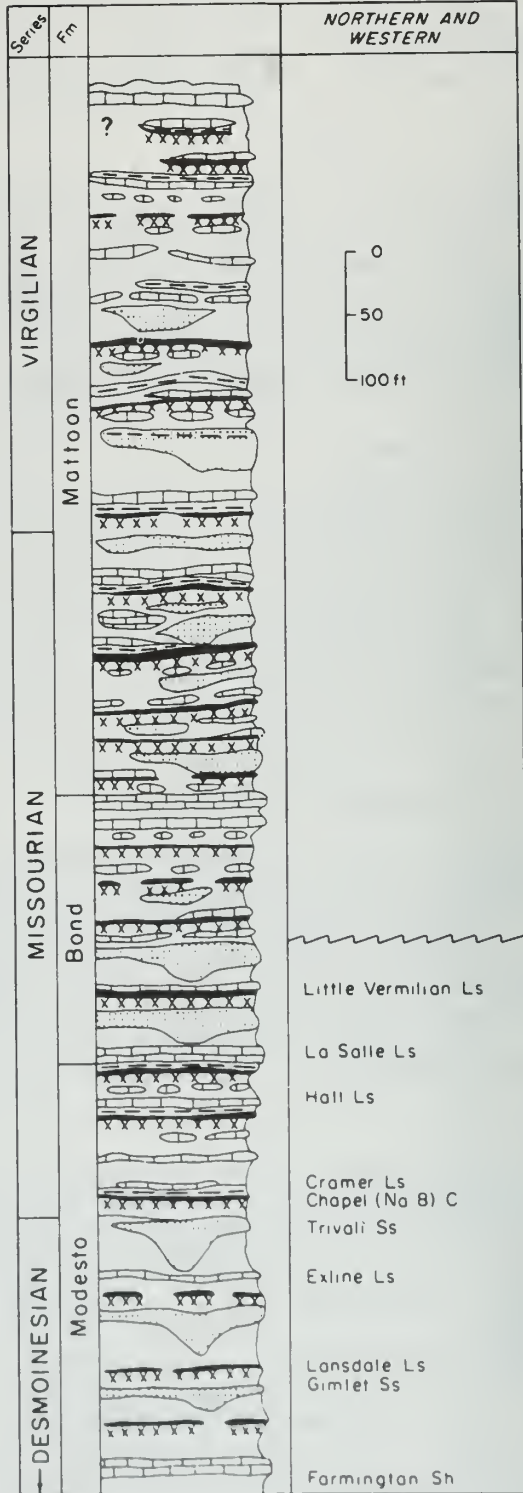 Series
Fm
NORTHERN AND
WESTERN
VIRGILIAN
MISSOURIAN
DESMOINESIAN
Mattoon
Bond
Modesto
?
0
50
100 ft
Little Vermilion Ls
La Salle Ls
Hall Ls
Cramer Ls
Chapel (No 8) C
Trivoli Ss
Exline Ls
Lonsdale Ls
Gimlet Ss
Farmington Sh